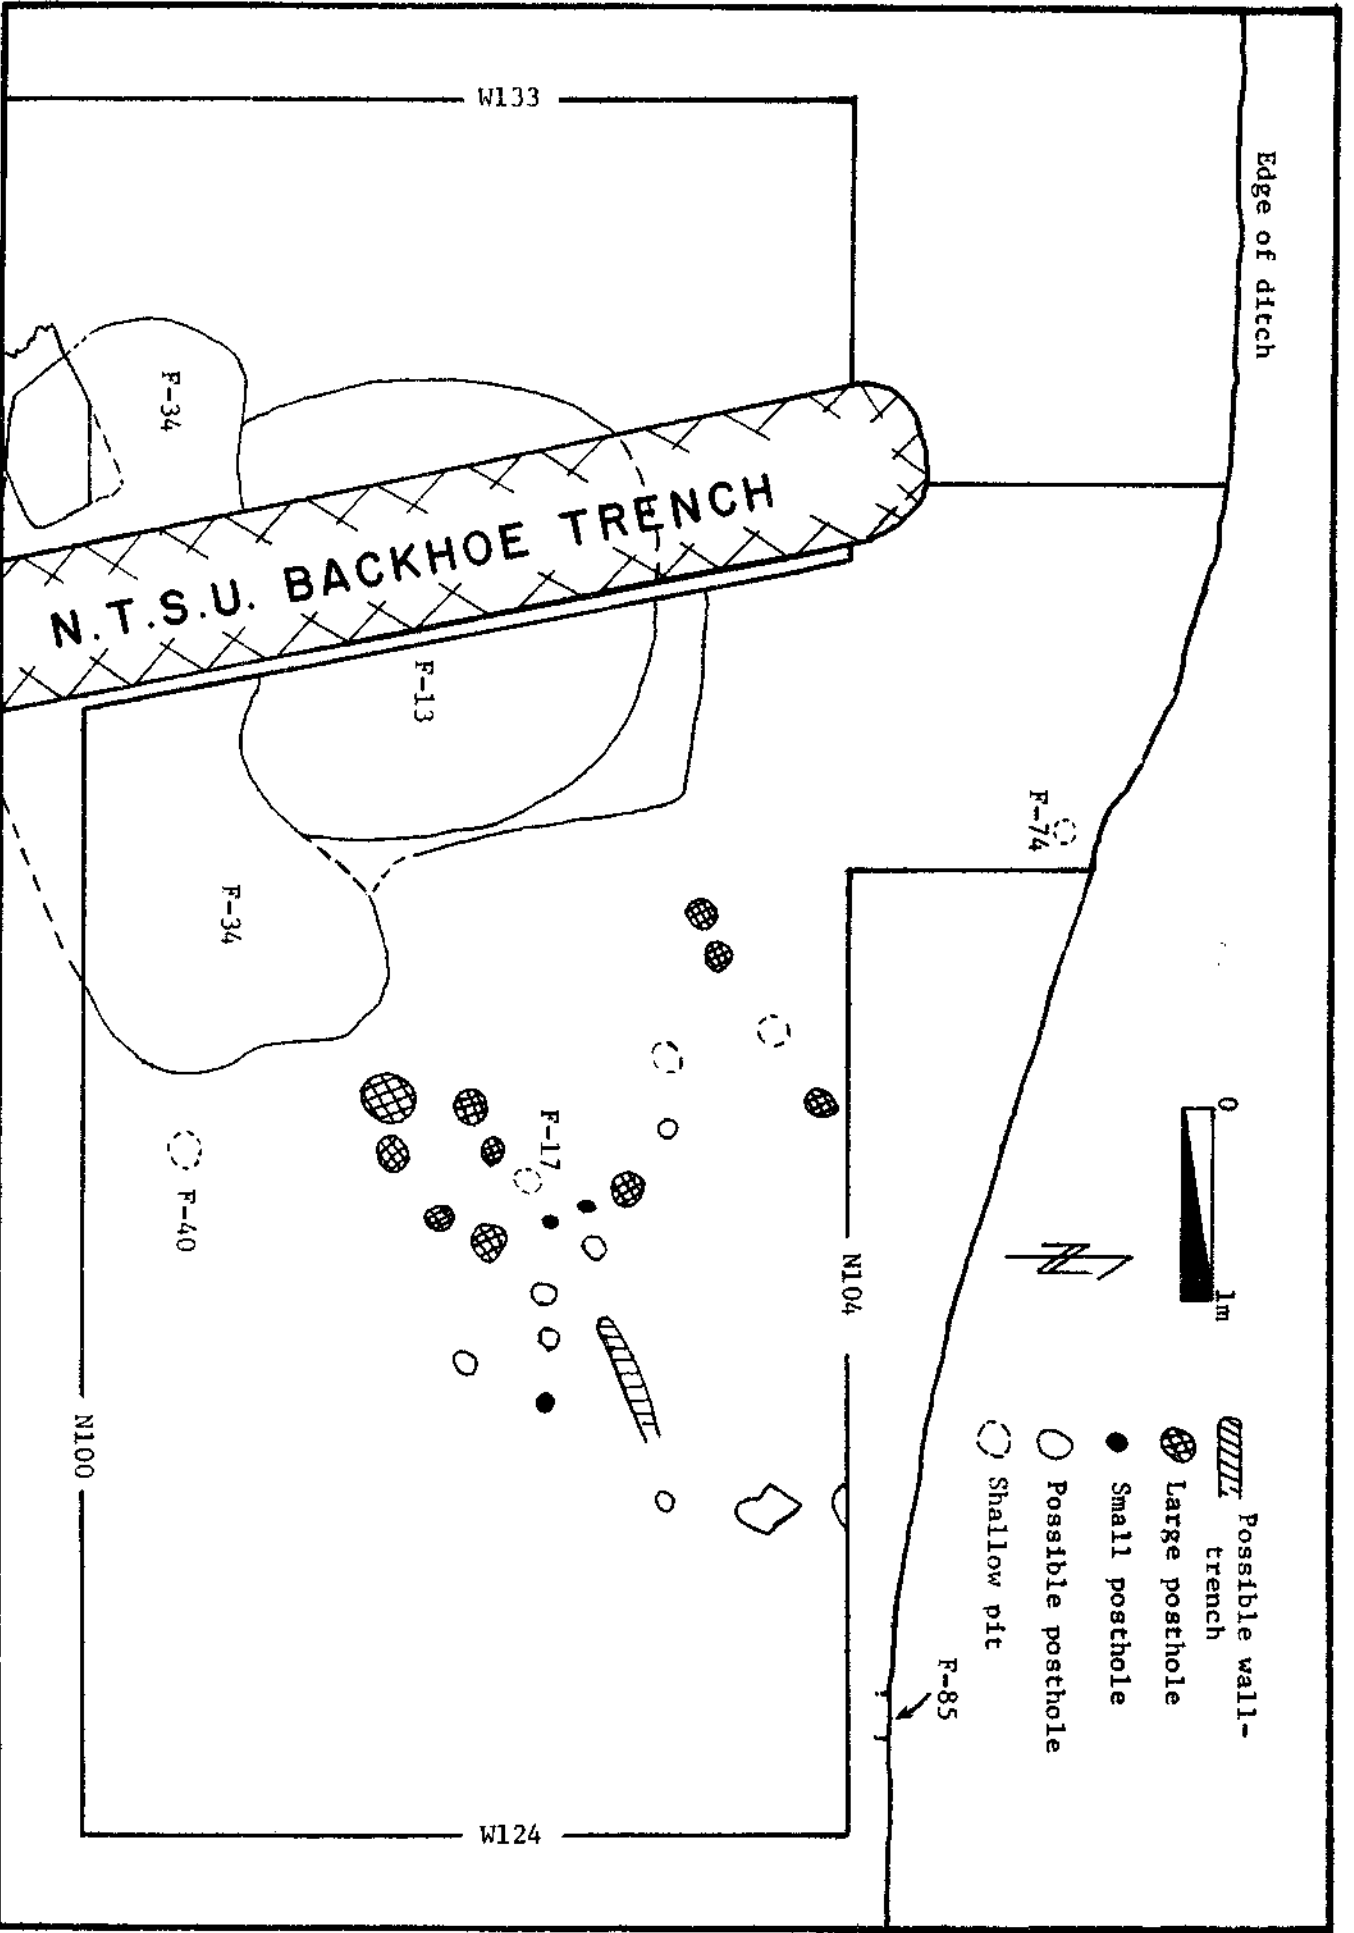 Edge of ditch
W133
F-34
N.T.S.U. BACKHOE TRENCH
F-13
F-74
F-34
F-17
F-40
N104
N100
W124
F-85
0
1m
N
Possible wall-
trench
Large posthole
Small posthole
Possible posthole
Shallow pit